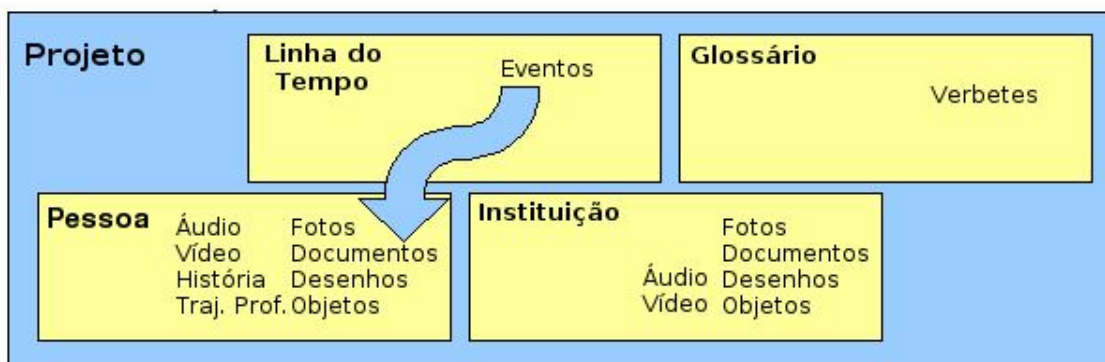 Projeto
Linha do
Tempo
Eventos
Glossário
Verbetes
Pessoa
Áudio Fotos
Vídeo Documentos
História Desenhos
Traj. Prof. Objetos
Instituição
Fotos
Documentos
Áudio Desenhos
Vídeo Objetos